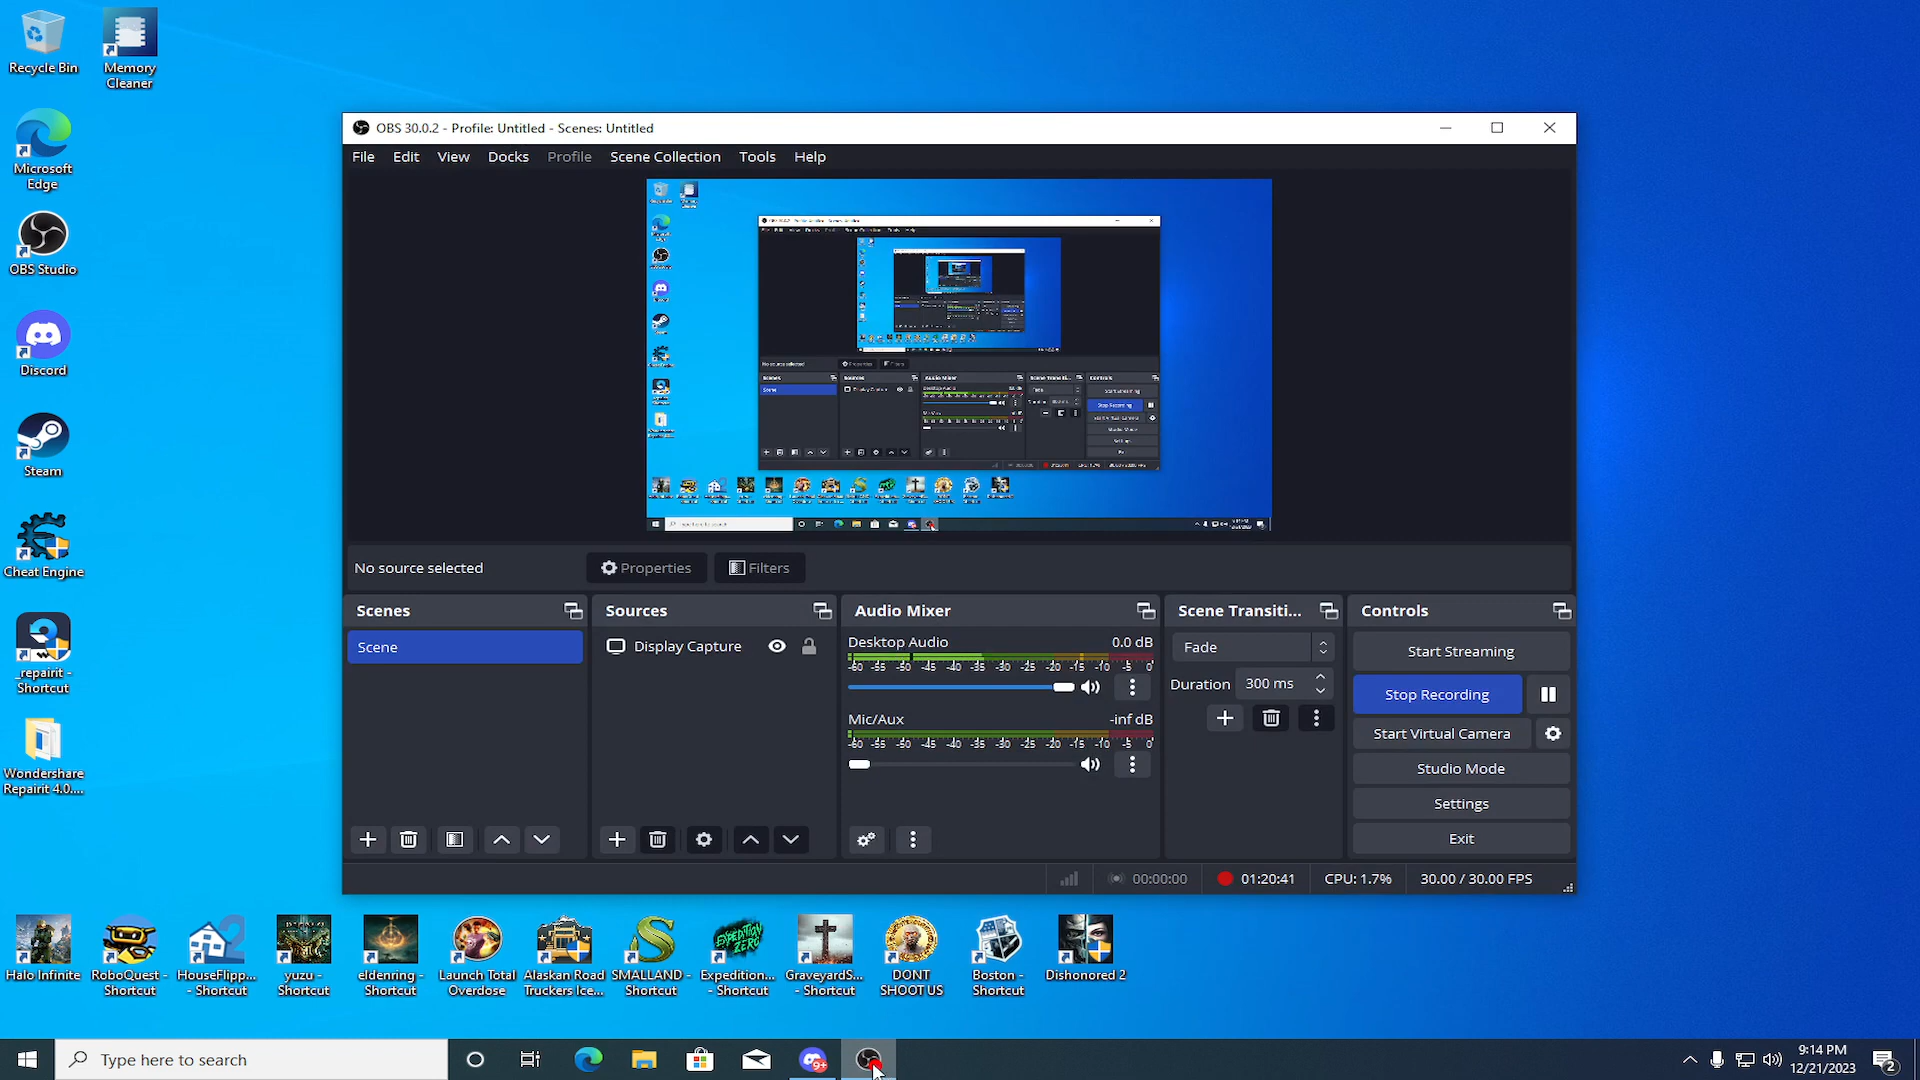 Recycle Bin
Memory
Cleaner
Microsoft
Edge
OBS Studio
Discord
Steam
Cheat Engine
_repairit -
Shortcut
Wondershare
Repairit 4.0....
OBS 30.0.2 - Profile: Untitled - Scenes: Untitled
File Edit View Docks Profile Scene Collection Tools Help
No source selected Properties Filters
Scenes
Scene
Sources
Display Capture
Audio Mixer
Desktop Audio 0.0 dB
-60 -55 -50 -45 -40 -35 -30 -25 -20 -15 -10 -5 0
Mic/Aux -inf dB
-60 -55 -50 -45 -40 -35 -30 -25 -20 -15 -10 -5 0
Scene Transiti...
Fade
Duration 300 ms
Controls
Start Streaming
Stop Recording
Start Virtual Camera
Studio Mode
Settings
Exit
00:00:00 01:20:41 CPU: 1.7% 30.00 / 30.00 FPS
Halo Infinite
RoboQuest -
Shortcut
HouseFlipp...
- Shortcut
yuzu -
Shortcut
eldenring -
Shortcut
Launch Total
Overdose
Alaskan Road
Truckers Ice...
SMALLAND -
Shortcut
Expedition...
- Shortcut
GraveyardS...
- Shortcut
DONT
SHOOT US
Boston -
Shortcut
Dishonored 2
Type here to search
9+
9:14 PM
12/21/2023
2